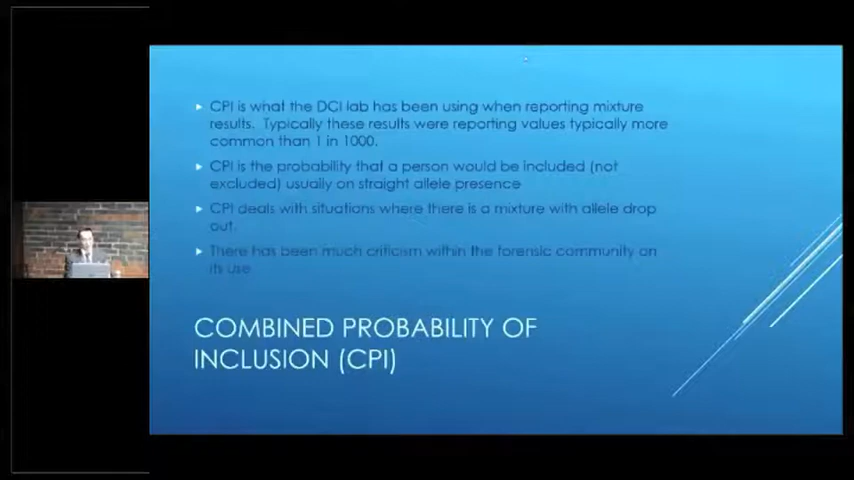 CPI is what the DCI lab has been using when reporting mixture
results. Typically these results were reporting values typically more
common than 1 in 1000.
CPI is the probability that a person would be included (not
excluded) usually on straight allele presence
CPI deals with situations where there is a mixture with allele drop
out.
There has been much criticism within the forensic community on
its use
COMBINED PROBABILITY OF
INCLUSION (CPI)